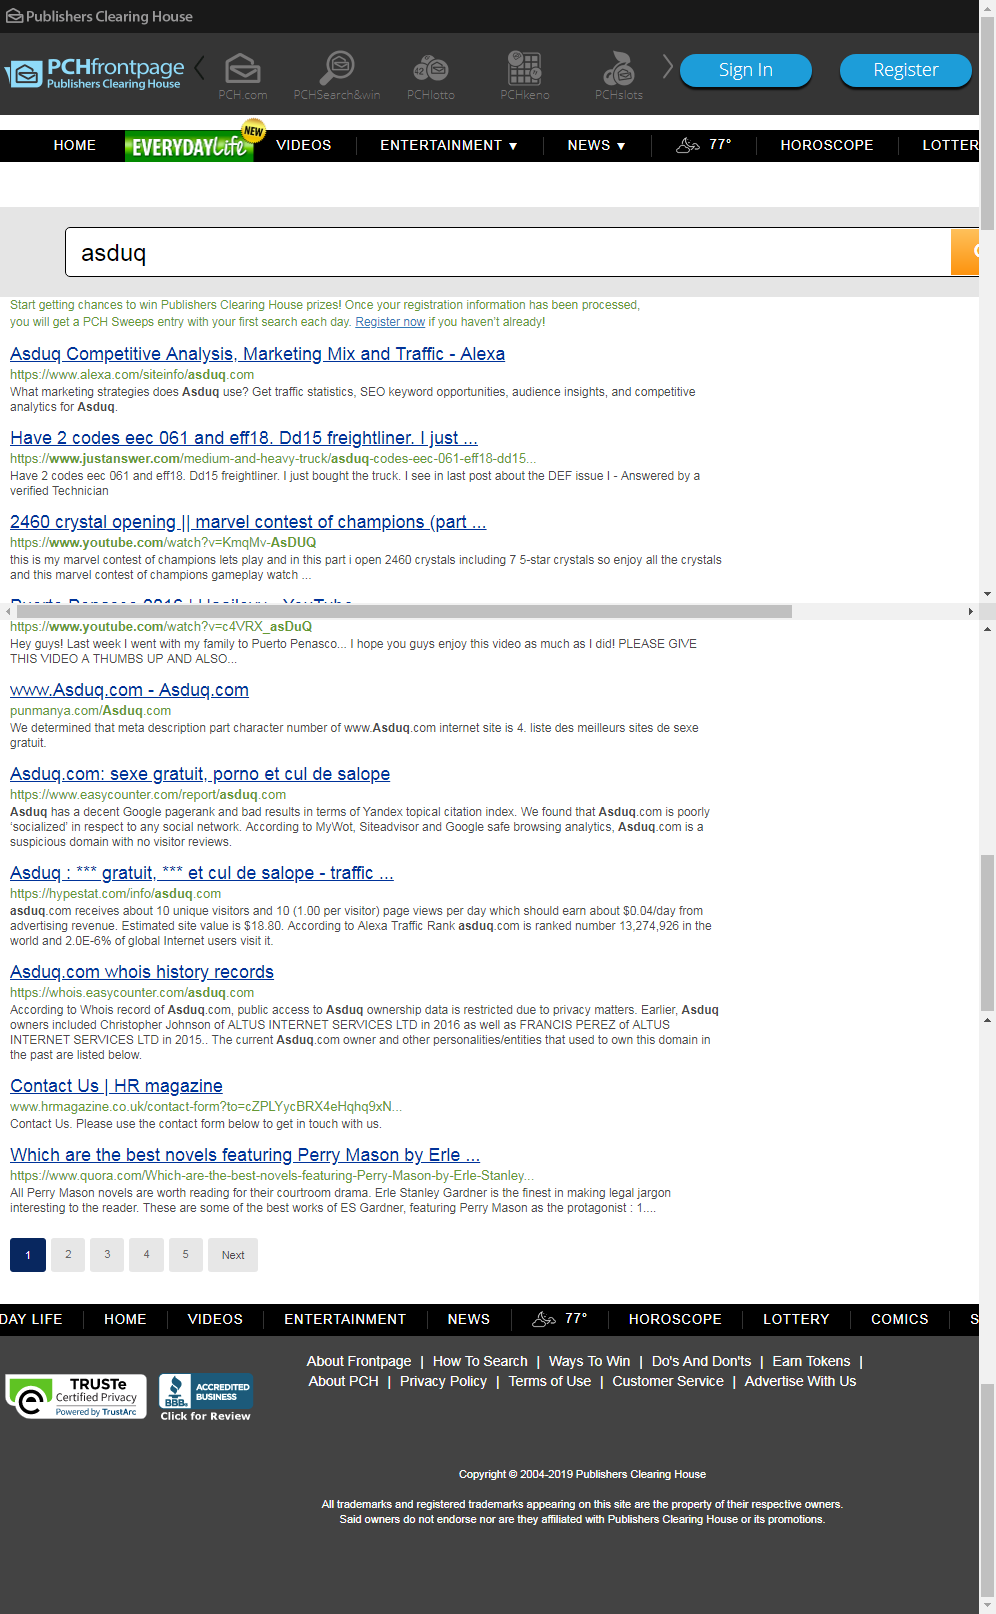 Publishers Clearing House
PCHfrontpage
Publishers Clearing House
PCH.com
PCHSearch&win
PCHlotto
PCHkeno
PCHslots
Sign In
Register
HOME
EVERYDAY Life
NEW
VIDEOS
ENTERTAINMENT ▼
NEWS ▼
77°
HOROSCOPE
LOTTER
asduq
Start getting chances to win Publishers Clearing House prizes! Once your registration information has been processed,
you will get a PCH Sweeps entry with your first search each day. Register now if you haven't already!
Asduq Competitive Analysis, Marketing Mix and Traffic - Alexa
https://www.alexa.com/siteinfo/asduq.com
What marketing strategies does Asduq use? Get traffic statistics, SEO keyword opportunities, audience insights, and competitive
analytics for Asduq.
Have 2 codes eec 061 and eff18. Dd15 freightliner. I just ...
https://www.justanswer.com/medium-and-heavy-truck/asduq-codes-eec-061-eff18-dd15...
Have 2 codes eec 061 and eff18. Dd15 freightliner. I just bought the truck. I see in last post about the DEF issue I - Answered by a
verified Technician
2460 crystal opening || marvel contest of champions (part ...
https://www.youtube.com/watch?v=KmqMv-AsDUQ
this is my marvel contest of champions lets play and in this part i open 2460 crystals including 7 5-star crystals so enjoy all the crystals
and this marvel contest of champions gameplay watch ...
https://www.youtube.com/watch?v=c4VRX_asDuQ
Hey guys! Last week I went with my family to Puerto Penasco... I hope you guys enjoy this video as much as I did! PLEASE GIVE
THIS VIDEO A THUMBS UP AND ALSO...
www.Asduq.com - Asduq.com
punmanya.com/Asduq.com
We determined that meta description part character number of www.Asduq.com internet site is 4. liste des meilleurs sites de sexe
gratuit.
Asduq.com: sexe gratuit, porno et cul de salope
https://www.easycounter.com/report/asduq.com
Asduq has a decent Google pagerank and bad results in terms of Yandex topical citation index. We found that Asduq.com is poorly
'socialized' in respect to any social network. According to MyWot, Siteadvisor and Google safe browsing analytics, Asduq.com is a
suspicious domain with no visitor reviews.
Asduq : *** gratuit, *** et cul de salope - traffic ...
https://hypestat.com/info/asduq.com
asduq.com receives about 10 unique visitors and 10 (1.00 per visitor) page views per day which should earn about $0.04/day from
advertising revenue. Estimated site value is $18.80. According to Alexa Traffic Rank asduq.com is ranked number 13,274,926 in the
world and 2.0E-6% of global Internet users visit it.
Asduq.com whois history records
https://whois.easycounter.com/asduq.com
According to Whois record of Asduq.com, public access to Asduq ownership data is restricted due to privacy matters. Earlier, Asduq
owners included Christopher Johnson of ALTUS INTERNET SERVICES LTD in 2016 as well as FRANCIS PEREZ of ALTUS
INTERNET SERVICES LTD in 2015.. The current Asduq.com owner and other personalities/entities that used to own this domain in
the past are listed below.
Contact Us | HR magazine
www.hrmagazine.co.uk/contact-form?to=cZPLYycBRX4eHqhq9xN...
Contact Us. Please use the contact form below to get in touch with us.
Which are the best novels featuring Perry Mason by Erle ...
https://www.quora.com/Which-are-the-best-novels-featuring-Perry-Mason-by-Erle-Stanley...
All Perry Mason novels are worth reading for their courtroom drama. Erle Stanley Gardner is the finest in making legal jargon
interesting to the reader. These are some of the best works of ES Gardner, featuring Perry Mason as the protagonist : 1....
1 2 3 4 5 Next
DAY LIFE
HOME
VIDEOS
ENTERTAINMENT
NEWS
77°
HOROSCOPE
LOTTERY
COMICS
S
About Frontpage | How To Search | Ways To Win | Do's And Don'ts | Earn Tokens |
About PCH | Privacy Policy | Terms of Use | Customer Service | Advertise With Us
TRUSTe
Certified Privacy
Powered by TrustArc
BBB
ACCREDITED
BUSINESS
Click for Review
Copyright © 2004-2019 Publishers Clearing House
All trademarks and registered trademarks appearing on this site are the property of their respective owners.
Said owners do not endorse nor are they affiliated with Publishers Clearing House or its promotions.